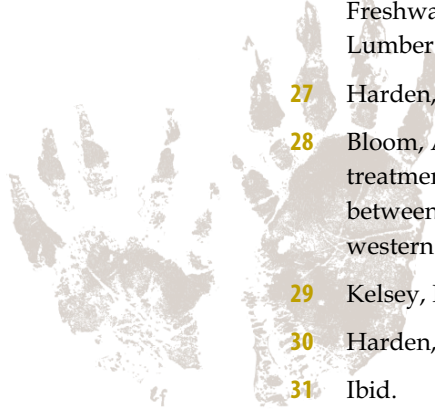 Freshwa
Lumber
27 Harden,
28 Bloom, A
treatmen
between
western
29 Kelsey, 
30 Harden,
31 Ibid.